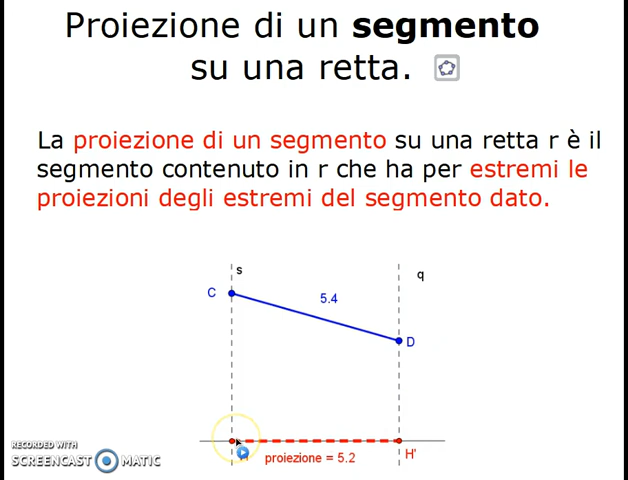 Proiezione di un segmento
su una retta.
La proiezione di un segmento su una retta r è il
segmento contenuto in r che ha per estremi le
proiezioni degli estremi del segmento dato.
s
q
C
5.4
D
H'
proiezione = 5.2
RECORDED WITH
SCREENCAST MATIC